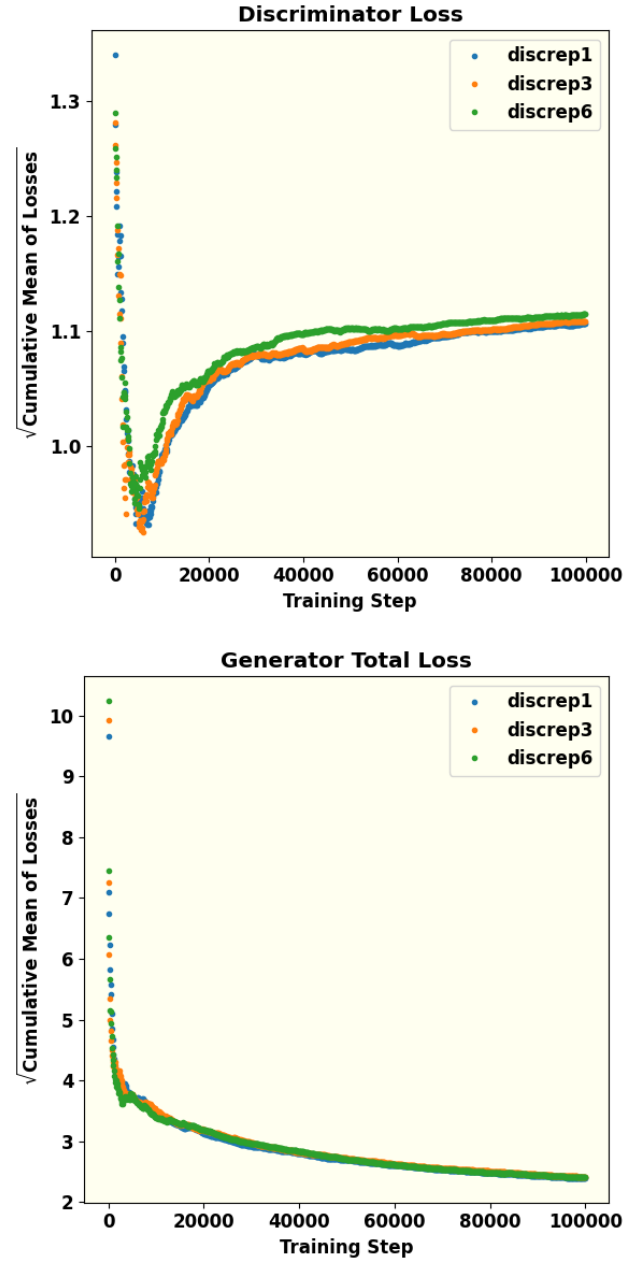 Discriminator Loss
discrep1
discrep3
discrep6
1.3
1.2
1.1
1.0
√Cumulative Mean of Losses
0 20000 40000 60000 80000 100000
Training Step
Generator Total Loss
discrep1
discrep3
discrep6
10
9
8
7
6
5
4
3
2
√Cumulative Mean of Losses
0 20000 40000 60000 80000 100000
Training Step